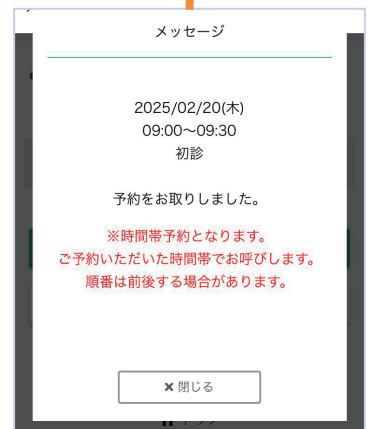 メッセージ
2025/02/20(木)
09:00〜09:30
初診
予約をお取りしました。
※時間帯予約となります。
ご予約いただいた時間帯でお呼びします。
順番は前後する場合があります。
✖ 閉じる